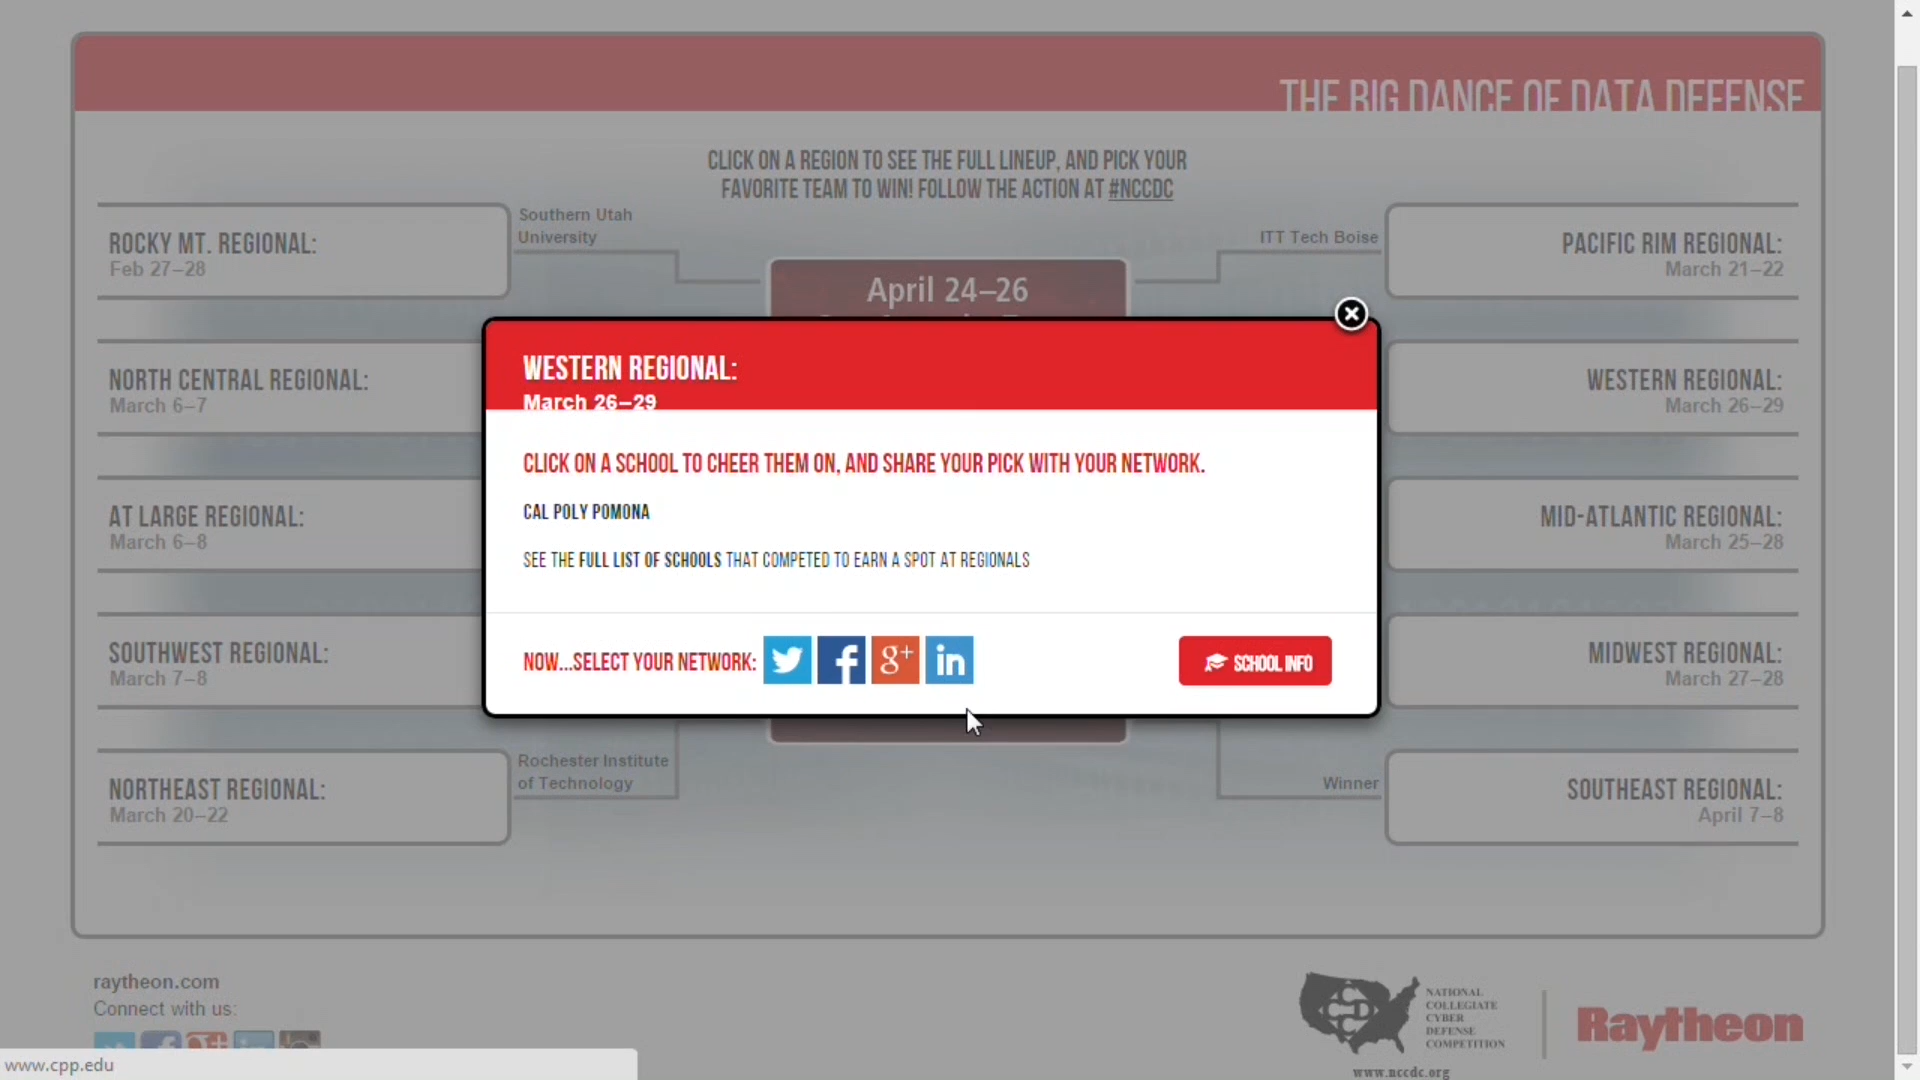 THE BIG DANCE OF DATA DEFENSE
CLICK ON A REGION TO SEE THE FULL LINEUP, AND PICK YOUR
FAVORITE TEAM TO WIN! FOLLOW THE ACTION AT #NCCDC
ROCKY MT. REGIONAL:
Feb 27–28
Southern Utah
University
ITT Tech Boise
PACIFIC RIM REGIONAL:
March 21–22
April 24–26
NORTH CENTRAL REGIONAL:
March 6–7
WESTERN REGIONAL:
March 26–29
AT LARGE REGIONAL:
March 6–8
MID-ATLANTIC REGIONAL:
March 25–28
SOUTHWEST REGIONAL:
March 7–8
MIDWEST REGIONAL:
March 27–28
NORTHEAST REGIONAL:
March 20–22
Rochester Institute
of Technology
Winner
SOUTHEAST REGIONAL:
April 7–8
WESTERN REGIONAL:
March 26–29
CLICK ON A SCHOOL TO CHEER THEM ON, AND SHARE YOUR PICK WITH YOUR NETWORK.
CAL POLY POMONA
SEE THE FULL LIST OF SCHOOLS THAT COMPETED TO EARN A SPOT AT REGIONALS
NOW...SELECT YOUR NETWORK: f g+ in
SCHOOL INFO
raytheon.com
Connect with us:
CCDC
NATIONAL
COLLEGIATE
CYBER
DEFENSE
COMPETITION
www.nccdc.org
Raytheon
www.cpp.edu